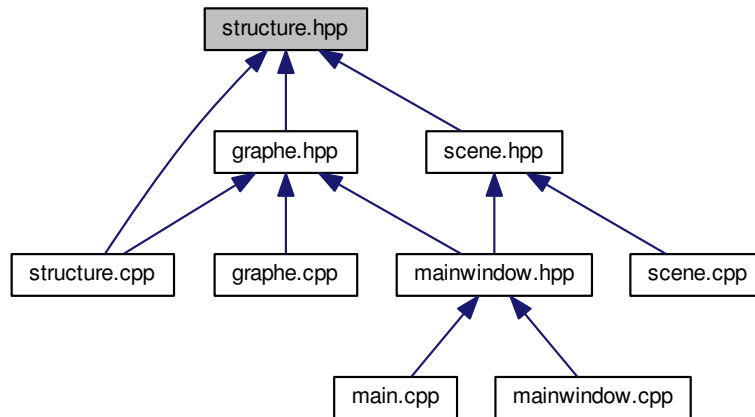 structure.hpp
graphe.hpp
scene.hpp
structure.cpp
graphe.cpp
mainwindow.hpp
scene.cpp
main.cpp
mainwindow.cpp